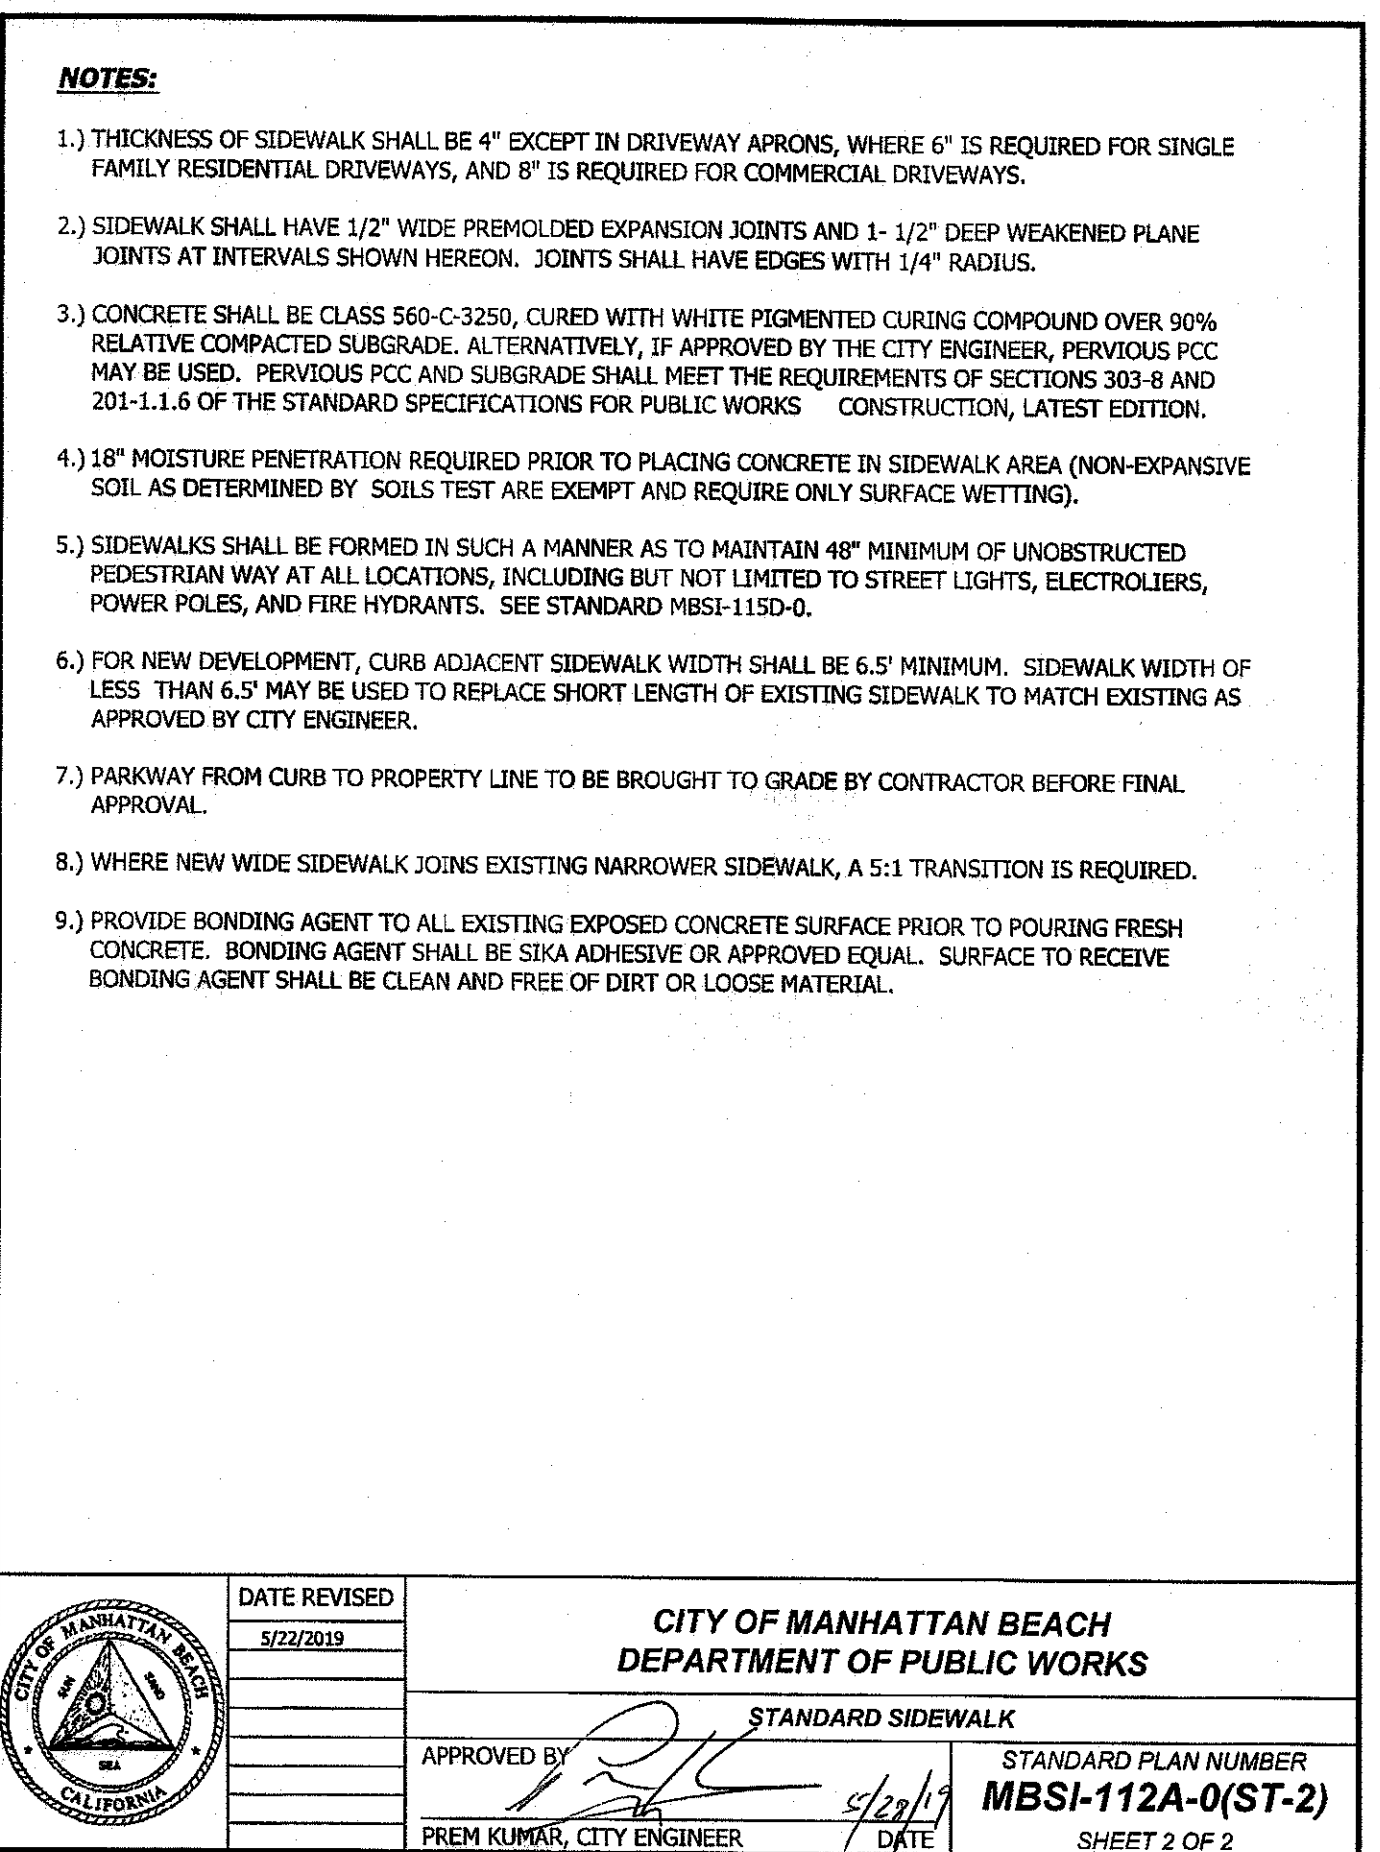 NOTES:
1.) THICKNESS OF SIDEWALK SHALL BE 4" EXCEPT IN DRIVEWAY APRONS, WHERE 6" IS REQUIRED FOR SINGLE
FAMILY RESIDENTIAL DRIVEWAYS, AND 8" IS REQUIRED FOR COMMERCIAL DRIVEWAYS.
2.) SIDEWALK SHALL HAVE 1/2" WIDE PREMOLDED EXPANSION JOINTS AND 1- 1/2" DEEP WEAKENED PLANE
JOINTS AT INTERVALS SHOWN HEREON. JOINTS SHALL HAVE EDGES WITH 1/4" RADIUS.
3.) CONCRETE SHALL BE CLASS 560-C-3250, CURED WITH WHITE PIGMENTED CURING COMPOUND OVER 90%
RELATIVE COMPACTED SUBGRADE. ALTERNATIVELY, IF APPROVED BY THE CITY ENGINEER, PERVIOUS PCC
MAY BE USED. PERVIOUS PCC AND SUBGRADE SHALL MEET THE REQUIREMENTS OF SECTIONS 303-8 AND
201-1.1.6 OF THE STANDARD SPECIFICATIONS FOR PUBLIC WORKS CONSTRUCTION, LATEST EDITION.
4.) 18" MOISTURE PENETRATION REQUIRED PRIOR TO PLACING CONCRETE IN SIDEWALK AREA (NON-EXPANSIVE
SOIL AS DETERMINED BY SOILS TEST ARE EXEMPT AND REQUIRE ONLY SURFACE WETTING).
5.) SIDEWALKS SHALL BE FORMED IN SUCH A MANNER AS TO MAINTAIN 48" MINIMUM OF UNOBSTRUCTED
PEDESTRIAN WAY AT ALL LOCATIONS, INCLUDING BUT NOT LIMITED TO STREET LIGHTS, ELECTROLIERS,
POWER POLES, AND FIRE HYDRANTS. SEE STANDARD MBSI-115D-0.
6.) FOR NEW DEVELOPMENT, CURB ADJACENT SIDEWALK WIDTH SHALL BE 6.5' MINIMUM. SIDEWALK WIDTH OF
LESS THAN 6.5' MAY BE USED TO REPLACE SHORT LENGTH OF EXISTING SIDEWALK TO MATCH EXISTING AS
APPROVED BY CITY ENGINEER.
7.) PARKWAY FROM CURB TO PROPERTY LINE TO BE BROUGHT TO GRADE BY CONTRACTOR BEFORE FINAL
APPROVAL.
8.) WHERE NEW WIDE SIDEWALK JOINS EXISTING NARROWER SIDEWALK, A 5:1 TRANSITION IS REQUIRED.
9.) PROVIDE BONDING AGENT TO ALL EXISTING EXPOSED CONCRETE SURFACE PRIOR TO POURING FRESH
CONCRETE. BONDING AGENT SHALL BE SIKA ADHESIVE OR APPROVED EQUAL. SURFACE TO RECEIVE
BONDING AGENT SHALL BE CLEAN AND FREE OF DIRT OR LOOSE MATERIAL.
CITY OF MANHATTAN BEACH
SUN
SAND
SEA
CALIFORNIA
DATE REVISED
5/22/2019
CITY OF MANHATTAN BEACH
DEPARTMENT OF PUBLIC WORKS
STANDARD SIDEWALK
APPROVED BY
5/28/19
PREM KUMAR, CITY ENGINEER
DATE
STANDARD PLAN NUMBER
MBSI-112A-0(ST-2)
SHEET 2 OF 2